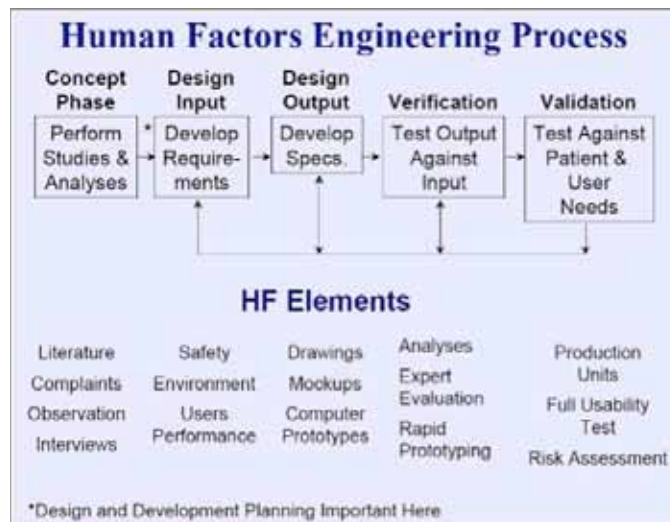 Human Factors Engineering Process
Concept
Phase
Design
Input
Design
Output
Verification
Validation
Perform
Studies &
Analyses
*
Develop
Require-
ments
Develop
Specs.
Test Output
Against
Input
Test Against
Patient &
User
Needs
HF Elements
Literature
Complaints
Observation
Interviews
Safety
Environment
Users
Performance
Drawings
Mockups
Computer
Prototypes
Analyses
Expert
Evaluation
Rapid
Prototyping
Production
Units
Full Usability
Test
Risk Assessment
*Design and Development Planning Important Here